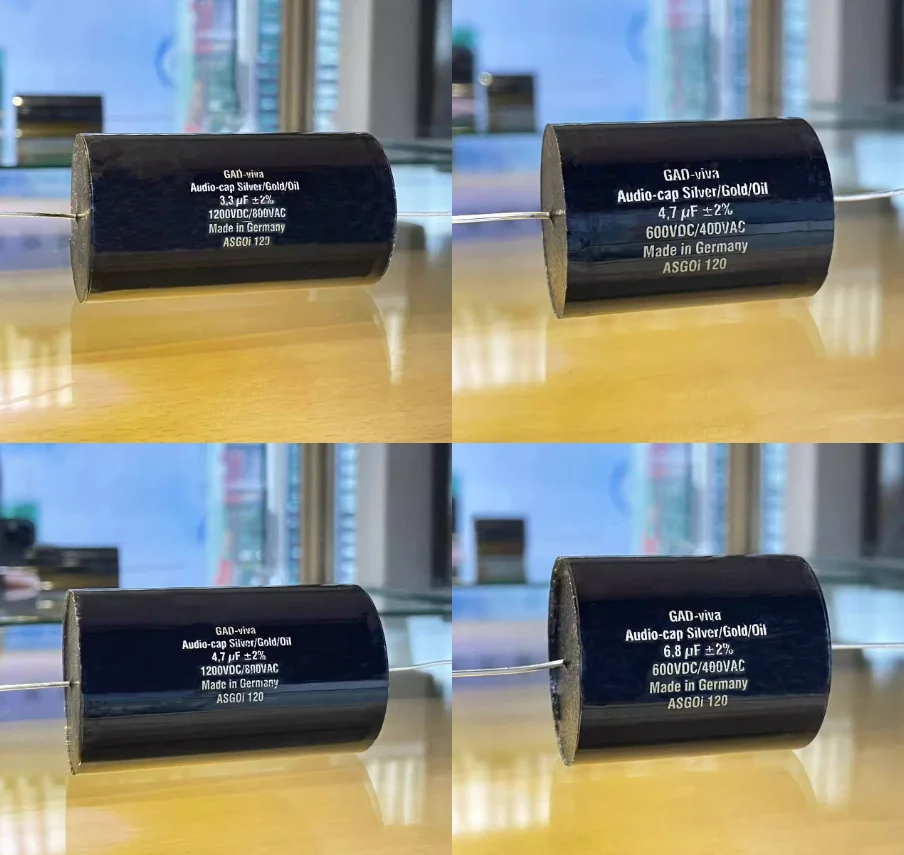 GAD-viva
Audio-cap Silver/Gold/Oil
3,3 µF ±2%
1200VDC/800VAC
Made in Germany
ASGOi 120
GAD-viva
Audio-cap Silver/Gold/Oil
4,7 µF ±2%
600VDC/400VAC
Made in Germany
ASGOi 120
GAD-viva
Audio-cap Silver/Gold/Oil
4,7 µF ±2%
1200VDC/800VAC
Made in Germany
ASGOi 120
GAD-viva
Audio-cap Silver/Gold/Oil
6,8 µF ±2%
600VDC/400VAC
Made in Germany
ASGOi 120